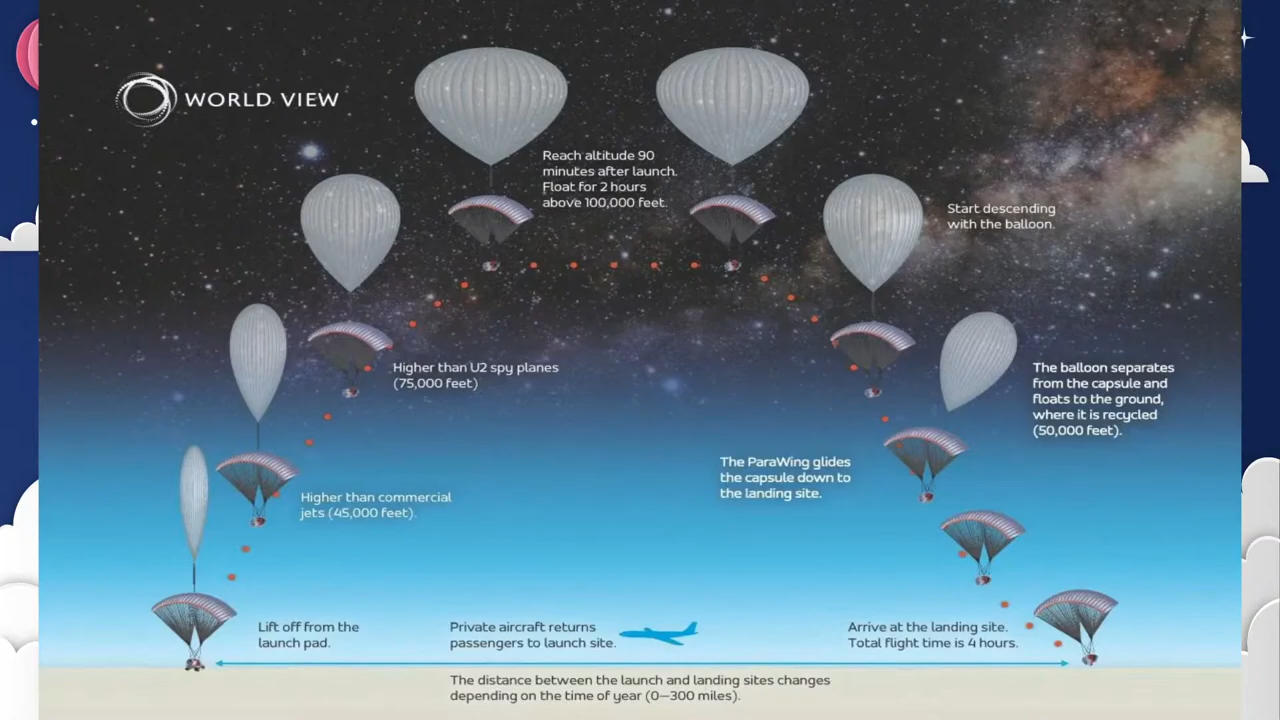 WORLD VIEW
Reach altitude 90
minutes after launch.
Float for 2 hours
above 100,000 feet.
Start descending
with the balloon.
Higher than U2 spy planes
(75,000 feet)
The balloon separates
from the capsule and
floats to the ground,
where it is recycled
(50,000 feet).
The ParaWing glides
the capsule down to
the landing site.
Higher than commercial
jets (45,000 feet).
Lift off from the
launch pad.
Private aircraft returns
passengers to launch site.
Arrive at the landing site.
Total flight time is 4 hours.
The distance between the launch and landing sites changes
depending on the time of year (0—300 miles).